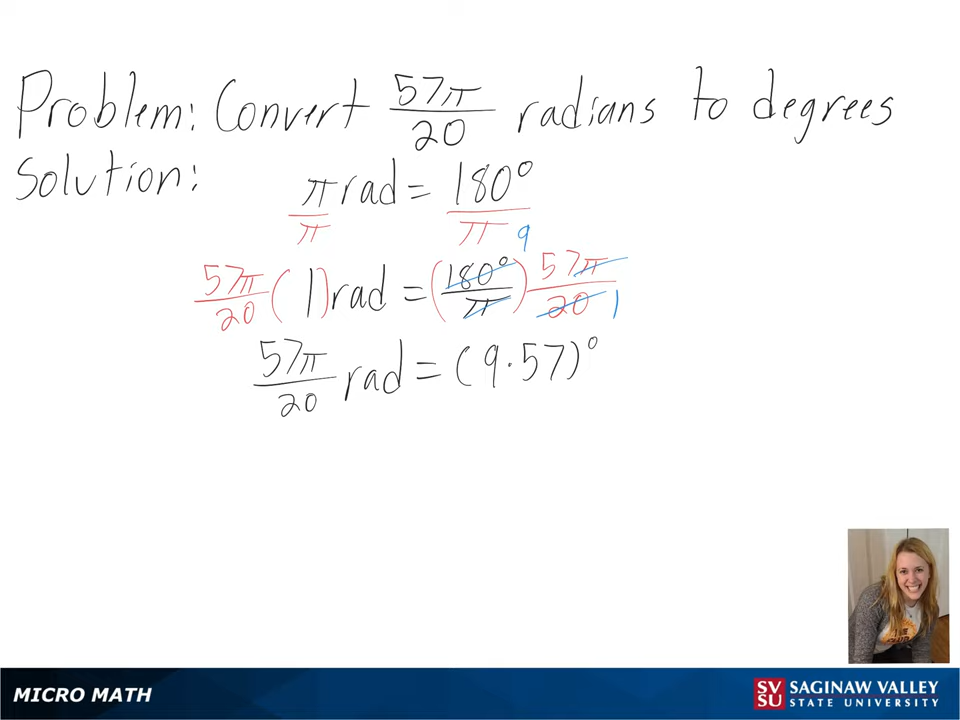 Problem: Convert 57π/20 radians to degrees
Solution:
π rad = 180°
π π
9
57π/20 (1) rad = (180°/π) 57π/20
1
57π/20 rad = (9·57)°
MICRO MATH
SV SU SAGINAW VALLEY
STATE UNIVERSITY